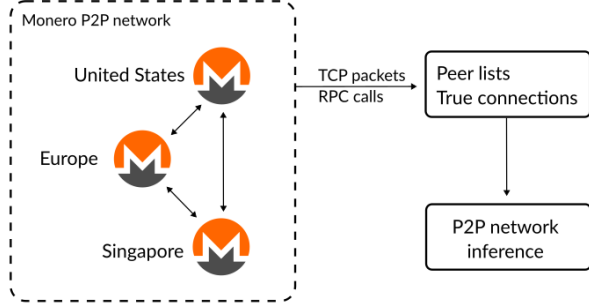 Monero P2P network
United States
Europe
Singapore
TCP packets
RPC calls
Peer lists
True connections
P2P network
inference